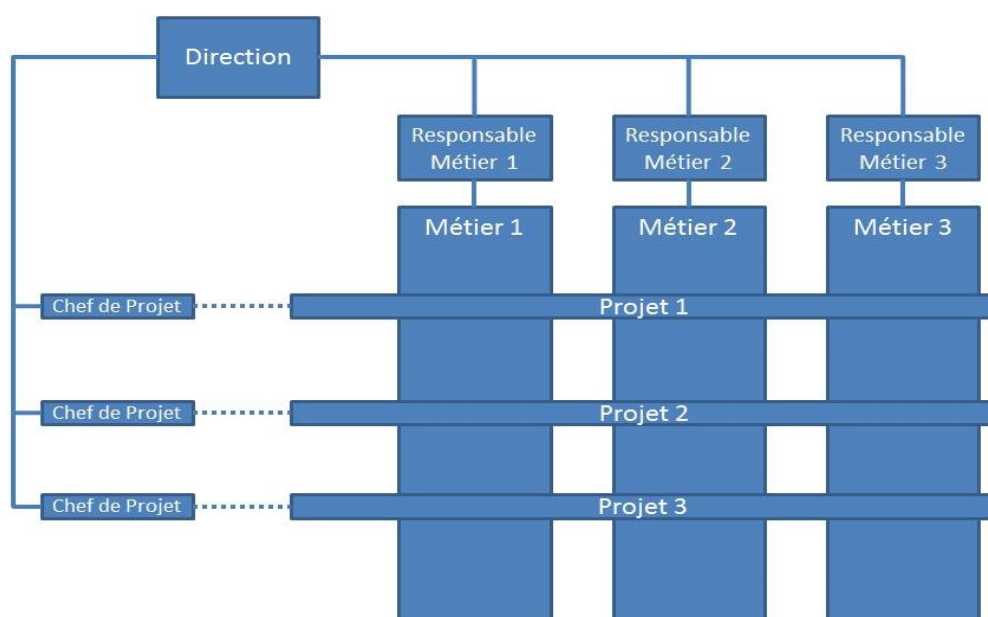 Direction
Responsable
Métier 1
Responsable
Métier 2
Responsable
Métier 3
Métier 1
Métier 2
Métier 3
Chef de Projet
Projet 1
Chef de Projet
Projet 2
Chef de Projet
Projet 3